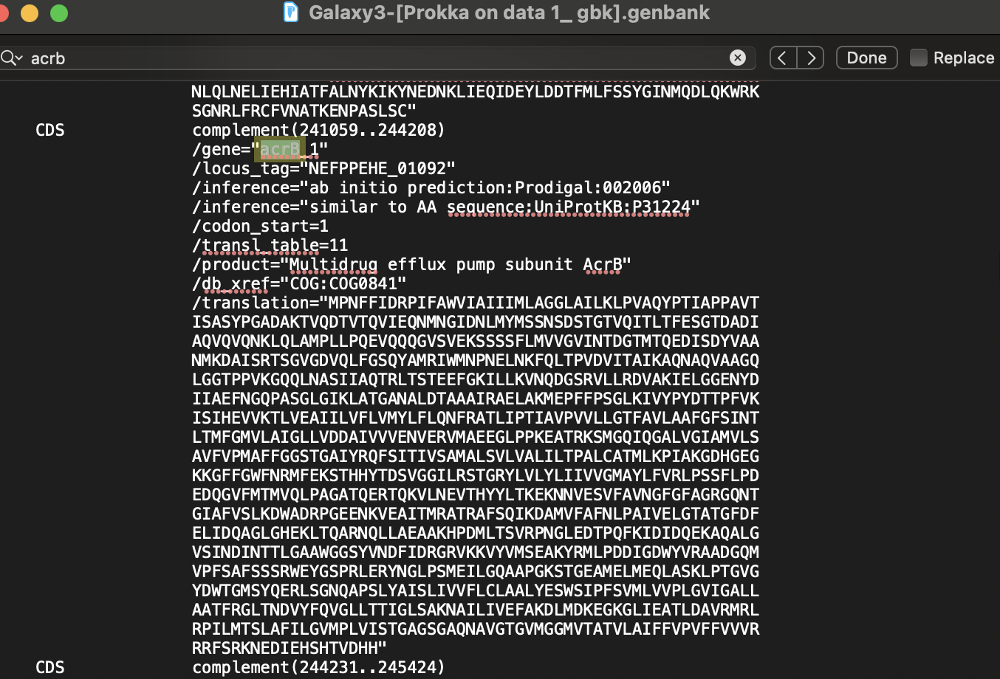 Galaxy3-[Prokka on data 1_ gbk].genbank
acrb
Done
Replace
NLQLNELIEHIATFALNYKIKYNEDNKLIEQIDEYLDDTFMLFSSYGINMQDLQKWRK
SGNRLFRCFVNATKENPASLSC"
CDS complement(241059..244208)
/gene="acrB_1"
/locus_tag="NEFPPEHE_01092"
/inference="ab initio prediction:Prodigal:002006"
/inference="similar to AA sequence:UniProtKB:P31224"
/codon_start=1
/transl_table=11
/product="Multidrug efflux pump subunit AcrB"
/db_xref="COG:COG0841"
/translation="MPNFFIDRPIFAWVIAIIIMLAGGLAILKLPVAQYPTIAPPAVT
ISASYPGADAKTVQDTVTQVIEQNMNGIDNLMYMSSNSDSTGTVQITLTFESGTDADI
AQVQVQNKLQLAMPLLPQEVQQQGVSVEKSSSSFLMVVGVINTDGTMTQEDISDYVAA
NMKDAISRTSGVGDVQLFGSQYAMRIWMNPNELNKFQLTPVDVITAIKAQNAQVAAGQ
LGGTPPVKGQQLNASIIAQTRLTSTEEFGKILLKVNQDGSRVLLRDVAKIELGGENYD
IIAEFNGQPASGLGIKLATGANALDTAAAIRAELAKMEPFFPSGLKIVYPYDTTPFVK
ISIHEVVKTLVEAIILVFLVMYLFLQNFRATLIPTIAVPVVLLGTFAVLAAFGFSINT
LTMFGMVLAIGLLVDDAIVVVENVERVMAEEGLPPKEATRKSMGQIQGALVGIAMVLS
AVFVPMAFFGGSTGAIYRQFSITIVSAMALSVLVALILTPALCATMLKPIAKGDHGEG
KKGFFGWFNRMFEKSTHHYTDSVGGILRSTGRYLVLYLIIVVGMAYLFVRLPSSFLPD
EDQGVFMTMVQLPAGATQERTQKVLNEVTHYYLTKEKNNVESVFAVNGFGFAGRGQNT
GIAFVSLKDWADRPGEENKVEAITMRATRAFSQIKDAMVFAFNLPAIVELGTATGFDF
ELIDQAGLGHEKLTQARNQLLAEAAKHPDMLTSVRPNGLEDTPQFKIDIDQEKAQALG
VSINDINTTLGAAWGGSYVNDFIDRGRVKKVYVMSEAKYRMLPDDIGDWYVRAADGQM
VPFSAFSSSRWEYGSPRLERYNGLPSMEILGQAAPGKSTGEAMELMEQLASKLPTGVG
YDWTGMSYQERLSGNQAPSLYAISLIVVFLCLAALYESWSIPFSVMLVVPLGVIGALL
AATFRGLTNDVYFQVGLLTTIGLSAKNAILIVEFAKDLMDKEGKGLIEATLDAVRMRL
RPILMTSLAFILGVMPLVISTGAGSGAQNAVGTGVMGGMVTATVLAIFFVPVFFVVVR
RRFSRKNEDIEHSHTVDHH"
CDS complement(244231..245424)